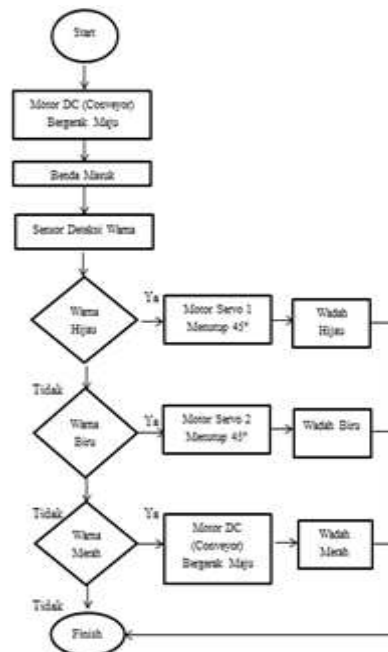 Start
Motor DC (Conveyor)
Bergerak Maju
Benda Masuk
Sensor Deteksi Warna
Warna
Hijau
Ya
Motor Servo 1
Menutup 45°
Wadah
Hijau
Tidak
Warna
Biru
Ya
Motor Servo 2
Menutup 45°
Wadah Biru
Tidak
Warna
Merah
Ya
Motor DC
(Conveyor)
Bergerak Maju
Wadah
Merah
Tidak
Finish